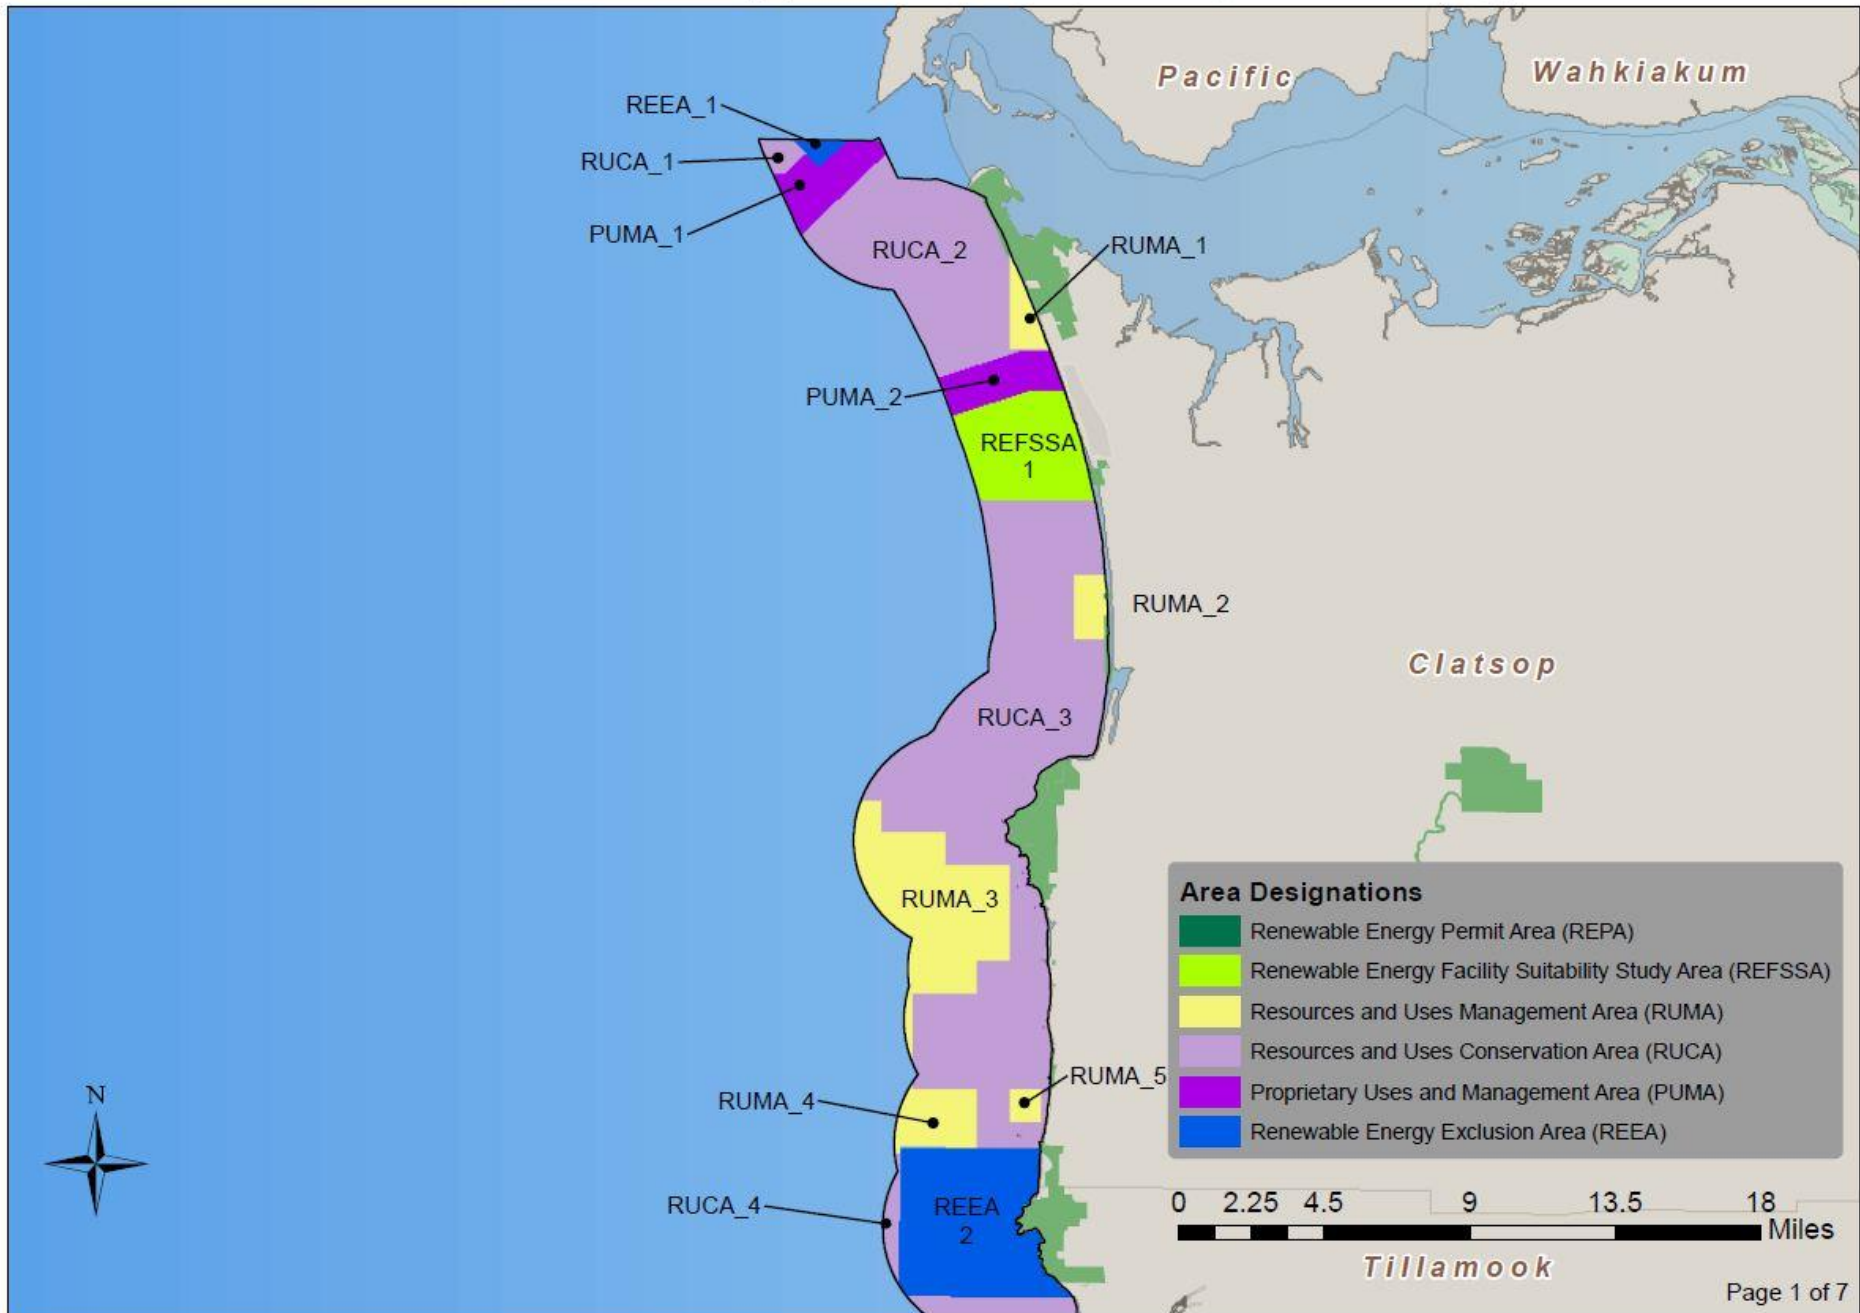 Pacific
Wahkiakum
REEA_1
RUCA_1
PUMA_1
RUCA_2
RUMA_1
PUMA_2
REFSSA
1
RUMA_2
Clatsop
RUCA_3
RUMA_3
Area Designations
Renewable Energy Permit Area (REPA)
Renewable Energy Facility Suitability Study Area (REFSSA)
Resources and Uses Management Area (RUMA)
Resources and Uses Conservation Area (RUCA)
Proprietary Uses and Management Area (PUMA)
Renewable Energy Exclusion Area (REEA)
RUMA_5
RUMA_4
N
RUCA_4
REEA
2
0 2.25 4.5 9 13.5 18
Miles
Tillamook
Page 1 of 7